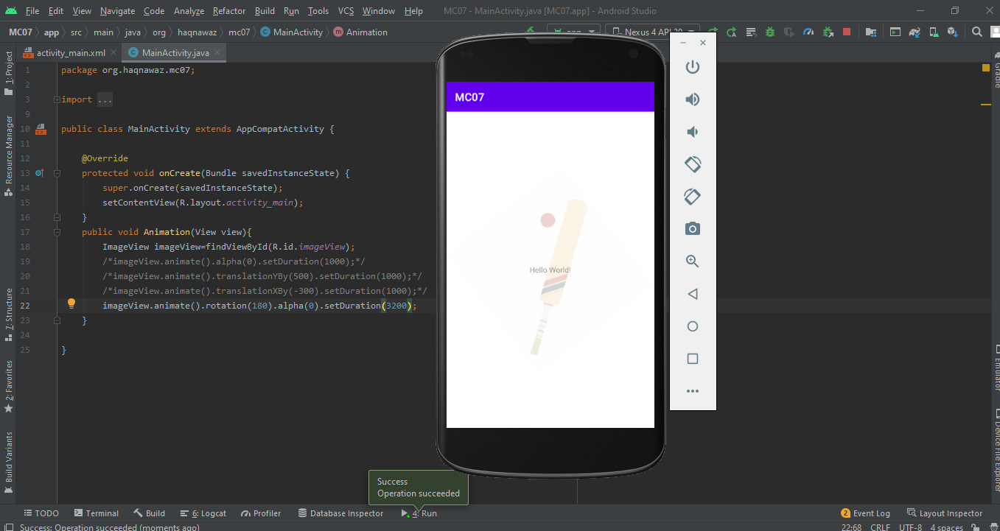 File Edit View Navigate Code Analyze Refactor Build Run Tools VCS Window Help MC07 - MainActivity.java [MC07.app] - Android Studio
MC07 app src main java org haqnawaz mc07 MainActivity Animation app Nexus 4 API 30
activity_main.xml MainActivity.java
1 package org.haqnawaz.mc07;
2
3 import ...
9
10 public class MainActivity extends AppCompatActivity {
11
12 @Override
13 protected void onCreate(Bundle savedInstanceState) {
14 super.onCreate(savedInstanceState);
15 setContentView(R.layout.activity_main);
16 }
17 public void Animation(View view){
18 ImageView imageView=findViewById(R.id.imageView);
19 /*imageView.animate().alpha(0).setDuration(1000);*/
20 /*imageView.animate().translationYBy(500).setDuration(1000);*/
21 /*imageView.animate().translationXBy(-300).setDuration(1000);*/
22 imageView.animate().rotation(180).alpha(0).setDuration(3200);
23 }
24
25 }
1: Project
Resource Manager
7: Structure
2: Favorites
Build Variants
MC07
Hello World!
Gradle
Emulator
Device File Explorer
Success
Operation succeeded
TODO Terminal Build 6: Logcat Profiler Database Inspector 4: Run 2 Event Log Layout Inspector
Success: Operation succeeded (moments ago) 22:68 CRLF UTF-8 4 spaces